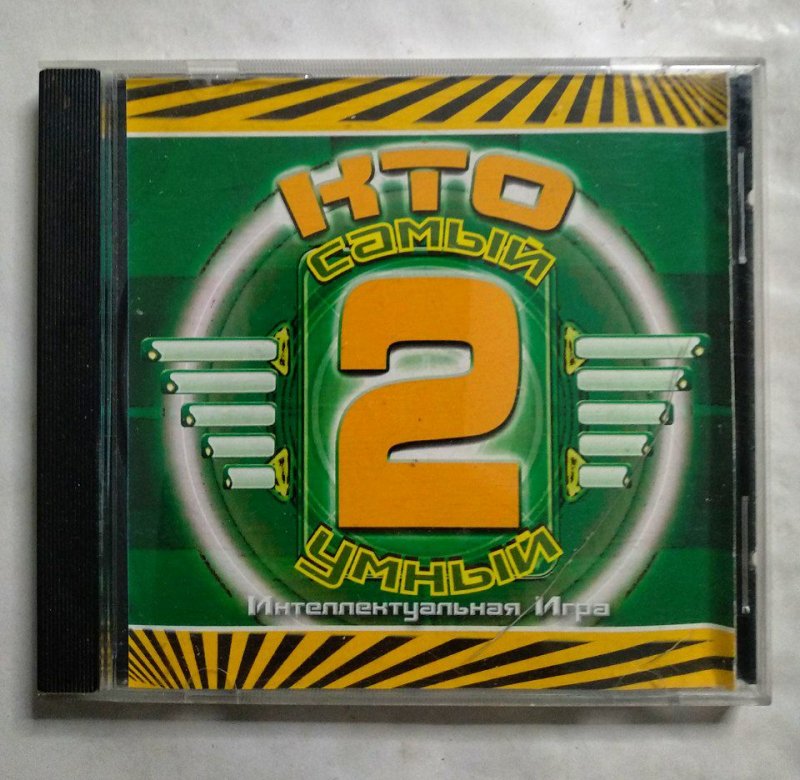 КТО
самый
2
умный
Интеллектуальная Игра